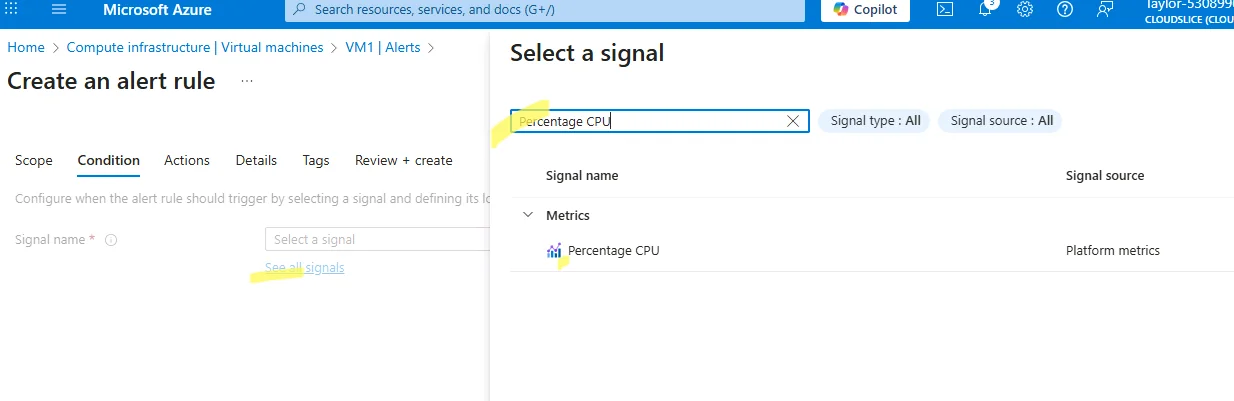 Microsoft Azure
Search resources, services, and docs (G+/)
Copilot
3
CLOUDSLICE (CLOU
Home > Compute infrastructure | Virtual machines > VM1 | Alerts >
Create an alert rule ...
Select a signal
Percentage CPU
Signal type : All
Signal source : All
Scope
Condition
Actions
Details
Tags
Review + create
Configure when the alert rule should trigger by selecting a signal and defining its lo
Signal name *
Select a signal
See all signals
Signal name
Signal source
Metrics
Percentage CPU
Platform metrics